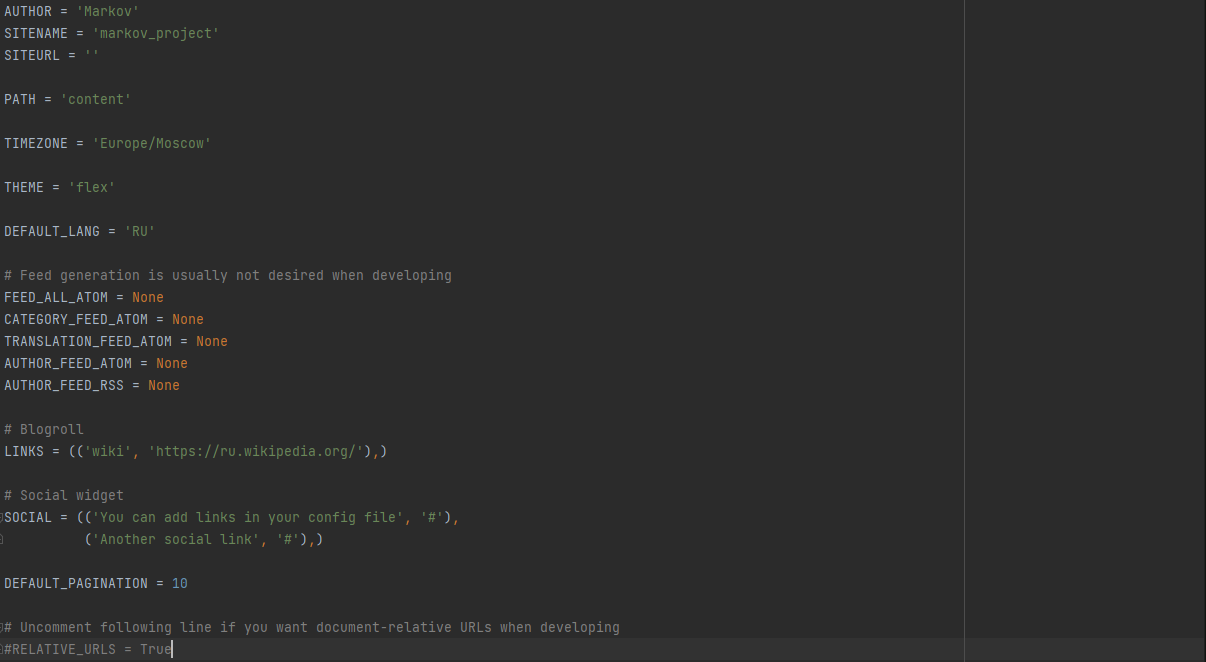 AUTHOR = 'Markov'
SITENAME = 'markov_project'
SITEURL = ''
PATH = 'content'
TIMEZONE = 'Europe/Moscow'
THEME = 'flex'
DEFAULT_LANG = 'RU'
# Feed generation is usually not desired when developing
FEED_ALL_ATOM = None
CATEGORY_FEED_ATOM = None
TRANSLATION_FEED_ATOM = None
AUTHOR_FEED_ATOM = None
AUTHOR_FEED_RSS = None
# Blogroll
LINKS = (('wiki', 'https://ru.wikipedia.org/'),)
# Social widget
SOCIAL = (('You can add links in your config file', '#'),
('Another social link', '#'),)
DEFAULT_PAGINATION = 10
# Uncomment following line if you want document-relative URLs when developing
#RELATIVE_URLS = True